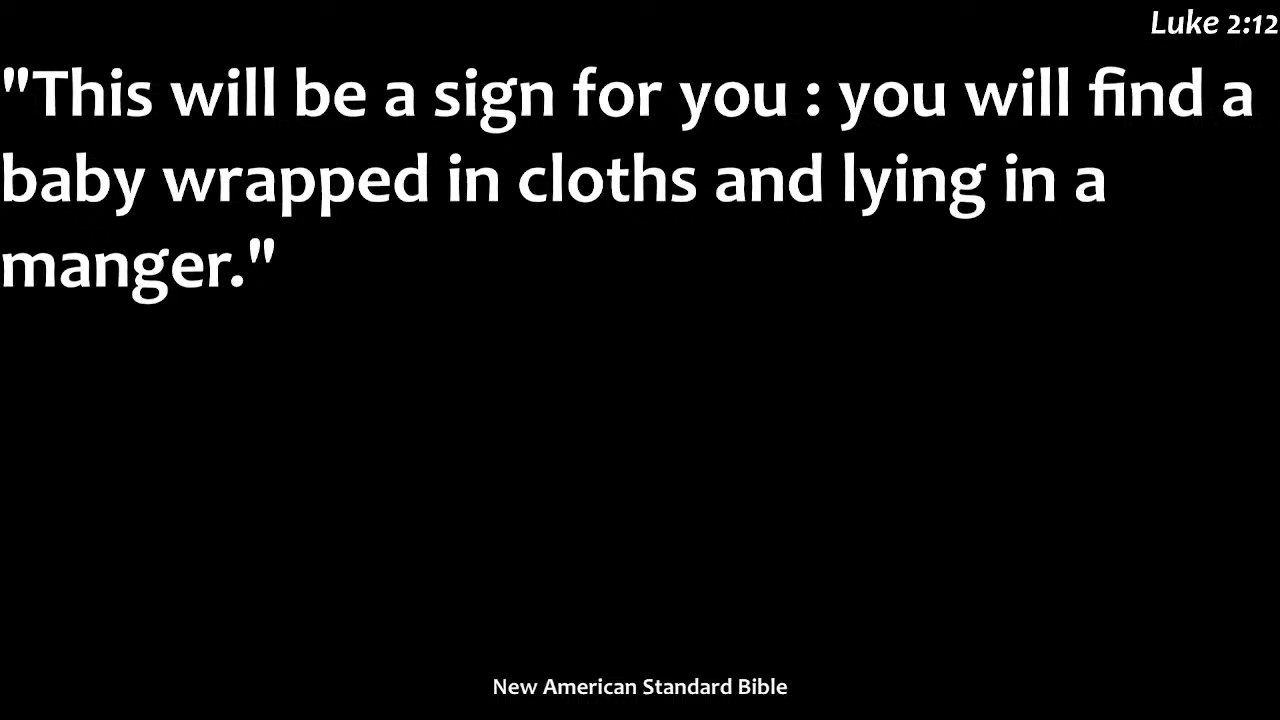 Luke 2:12
"This will be a sign for you : you will find a
baby wrapped in cloths and lying in a
manger."
New American Standard Bible